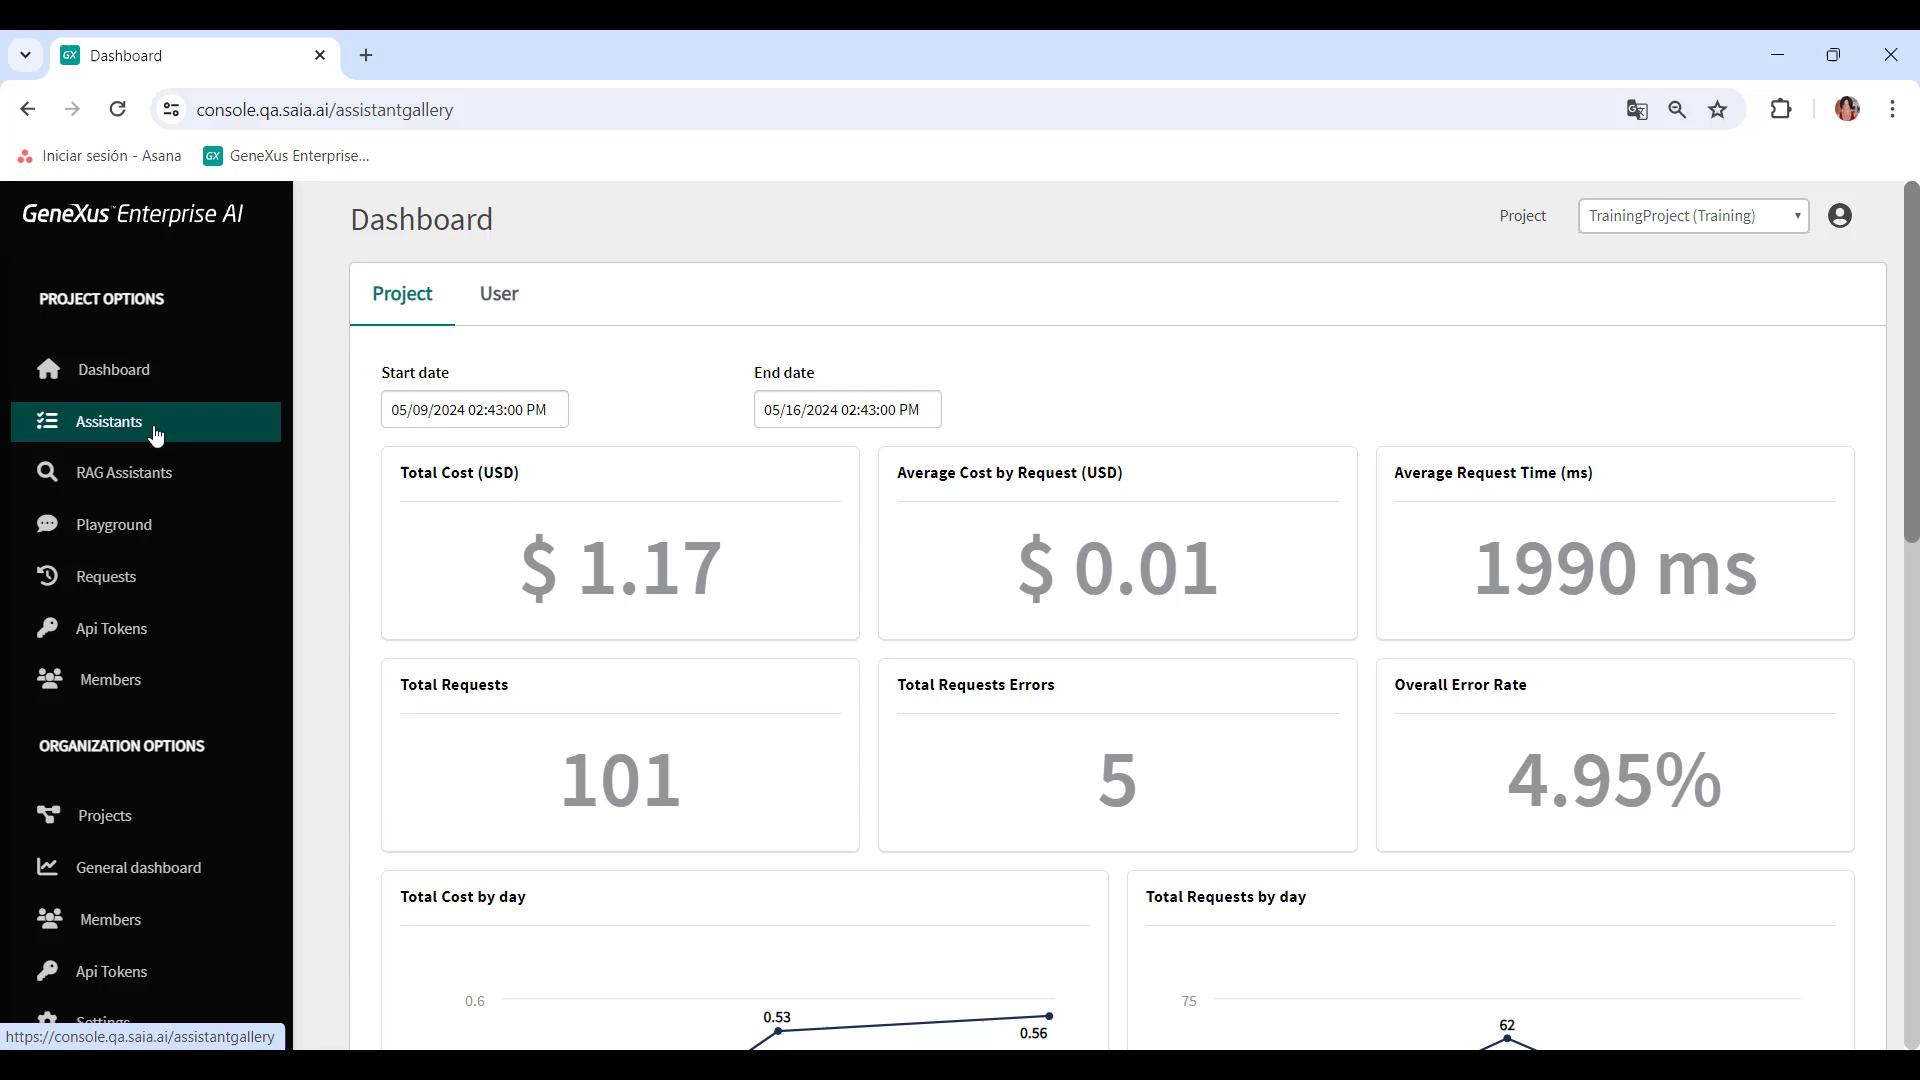 GX Dashboard
console.qa.saia.ai/assistantgallery
Iniciar sesión - Asana
GX GeneXus Enterprise...
GeneXus™ Enterprise AI
PROJECT OPTIONS
Dashboard
Assistants
RAG Assistants
Playground
Requests
Api Tokens
Members
ORGANIZATION OPTIONS
Projects
General dashboard
Members
Api Tokens
Settings
https://console.qa.saia.ai/assistantgallery
Dashboard
Project
TrainingProject (Training)
Project
User
Start date
End date
05/09/2024 02:43:00 PM
05/16/2024 02:43:00 PM
Total Cost (USD)
$ 1.17
Average Cost by Request (USD)
$ 0.01
Average Request Time (ms)
1990 ms
Total Requests
101
Total Requests Errors
5
Overall Error Rate
4.95%
Total Cost by day
0.6
0.53
0.56
Total Requests by day
75
62